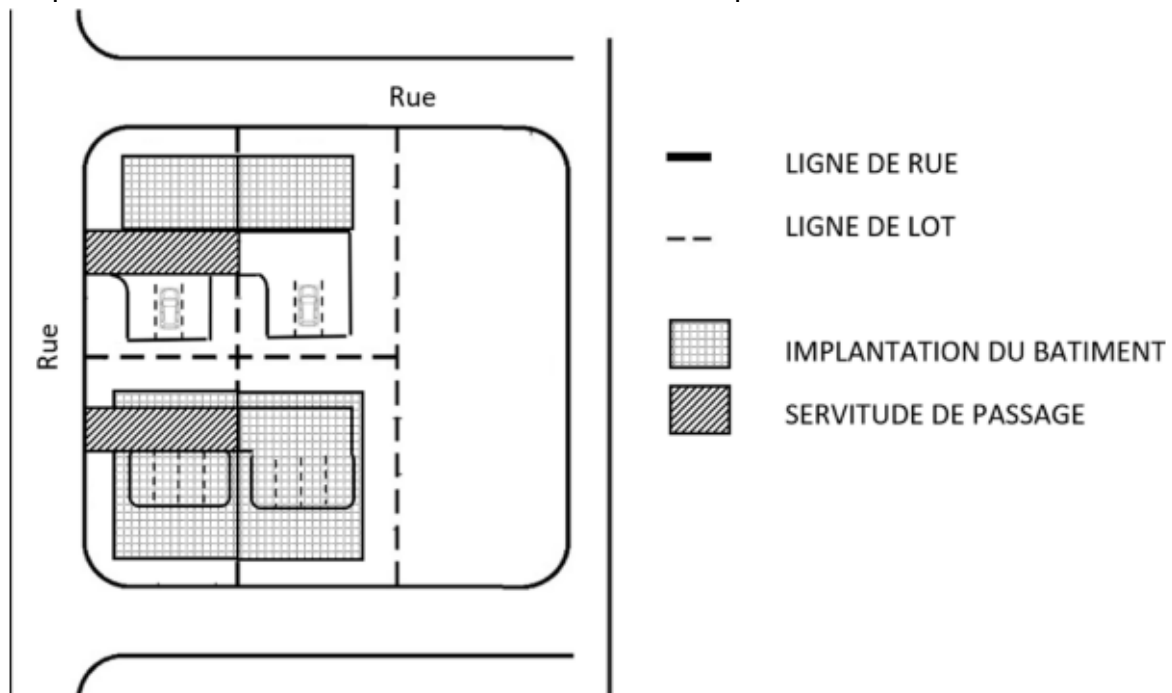 Rue
Rue
LIGNE DE RUE
LIGNE DE LOT
IMPLANTATION DU BATIMENT
SERVITUDE DE PASSAGE